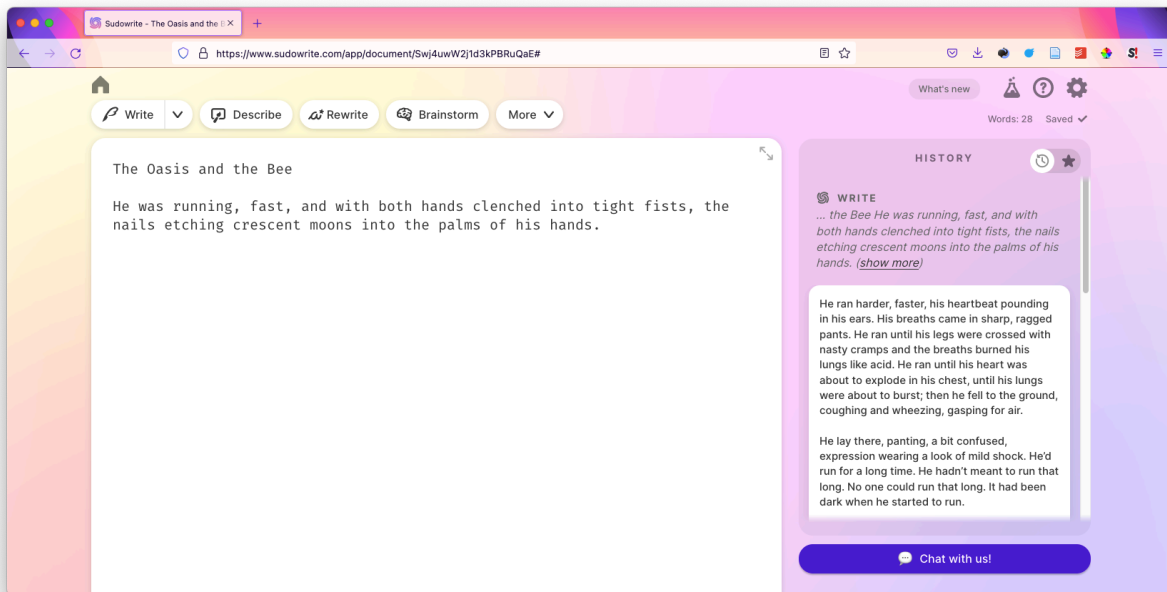 Sudowrite - The Oasis and the B
https://www.sudowrite.com/app/document/Swj4uwW2j1d3kPBRuQaE#
S!
What's new
Write
Describe
Rewrite
Brainstorm
More
Words: 28 Saved
The Oasis and the Bee
He was running, fast, and with both hands clenched into tight fists, the
nails etching crescent moons into the palms of his hands.
HISTORY
WRITE
... the Bee He was running, fast, and with
both hands clenched into tight fists, the nails
etching crescent moons into the palms of his
hands. (show more)
He ran harder, faster, his heartbeat pounding
in his ears. His breaths came in sharp, ragged
pants. He ran until his legs were crossed with
nasty cramps and the breaths burned his
lungs like acid. He ran until his heart was
about to explode in his chest, until his lungs
were about to burst; then he fell to the ground,
coughing and wheezing, gasping for air.
He lay there, panting, a bit confused,
expression wearing a look of mild shock. He'd
run for a long time. He hadn't meant to run that
long. No one could run that long. It had been
dark when he started to run.
Chat with us!